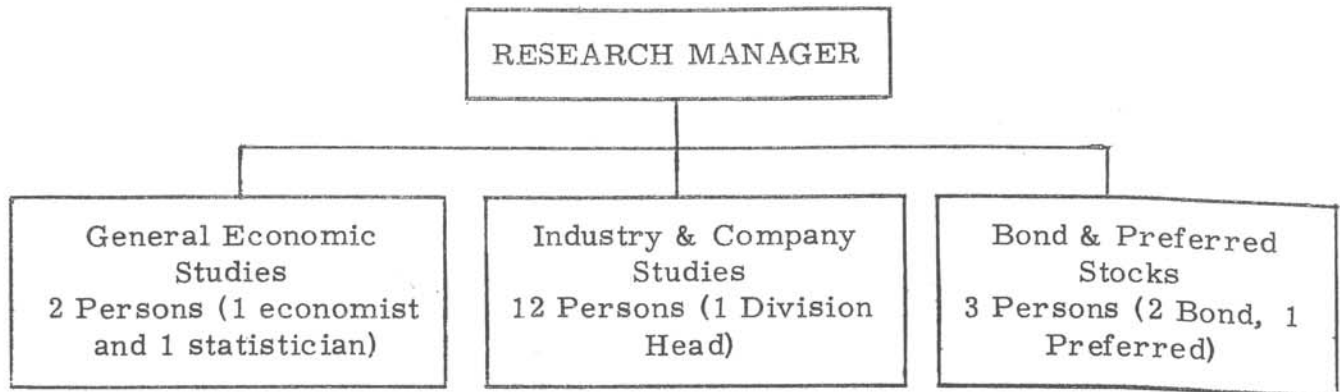 RESEARCH MANAGER
General Economic
Studies
2 Persons (1 economist
and 1 statistician)
Industry & Company
Studies
12 Persons (1 Division
Head)
Bond & Preferred
Stocks
3 Persons (2 Bond, 1
Preferred)